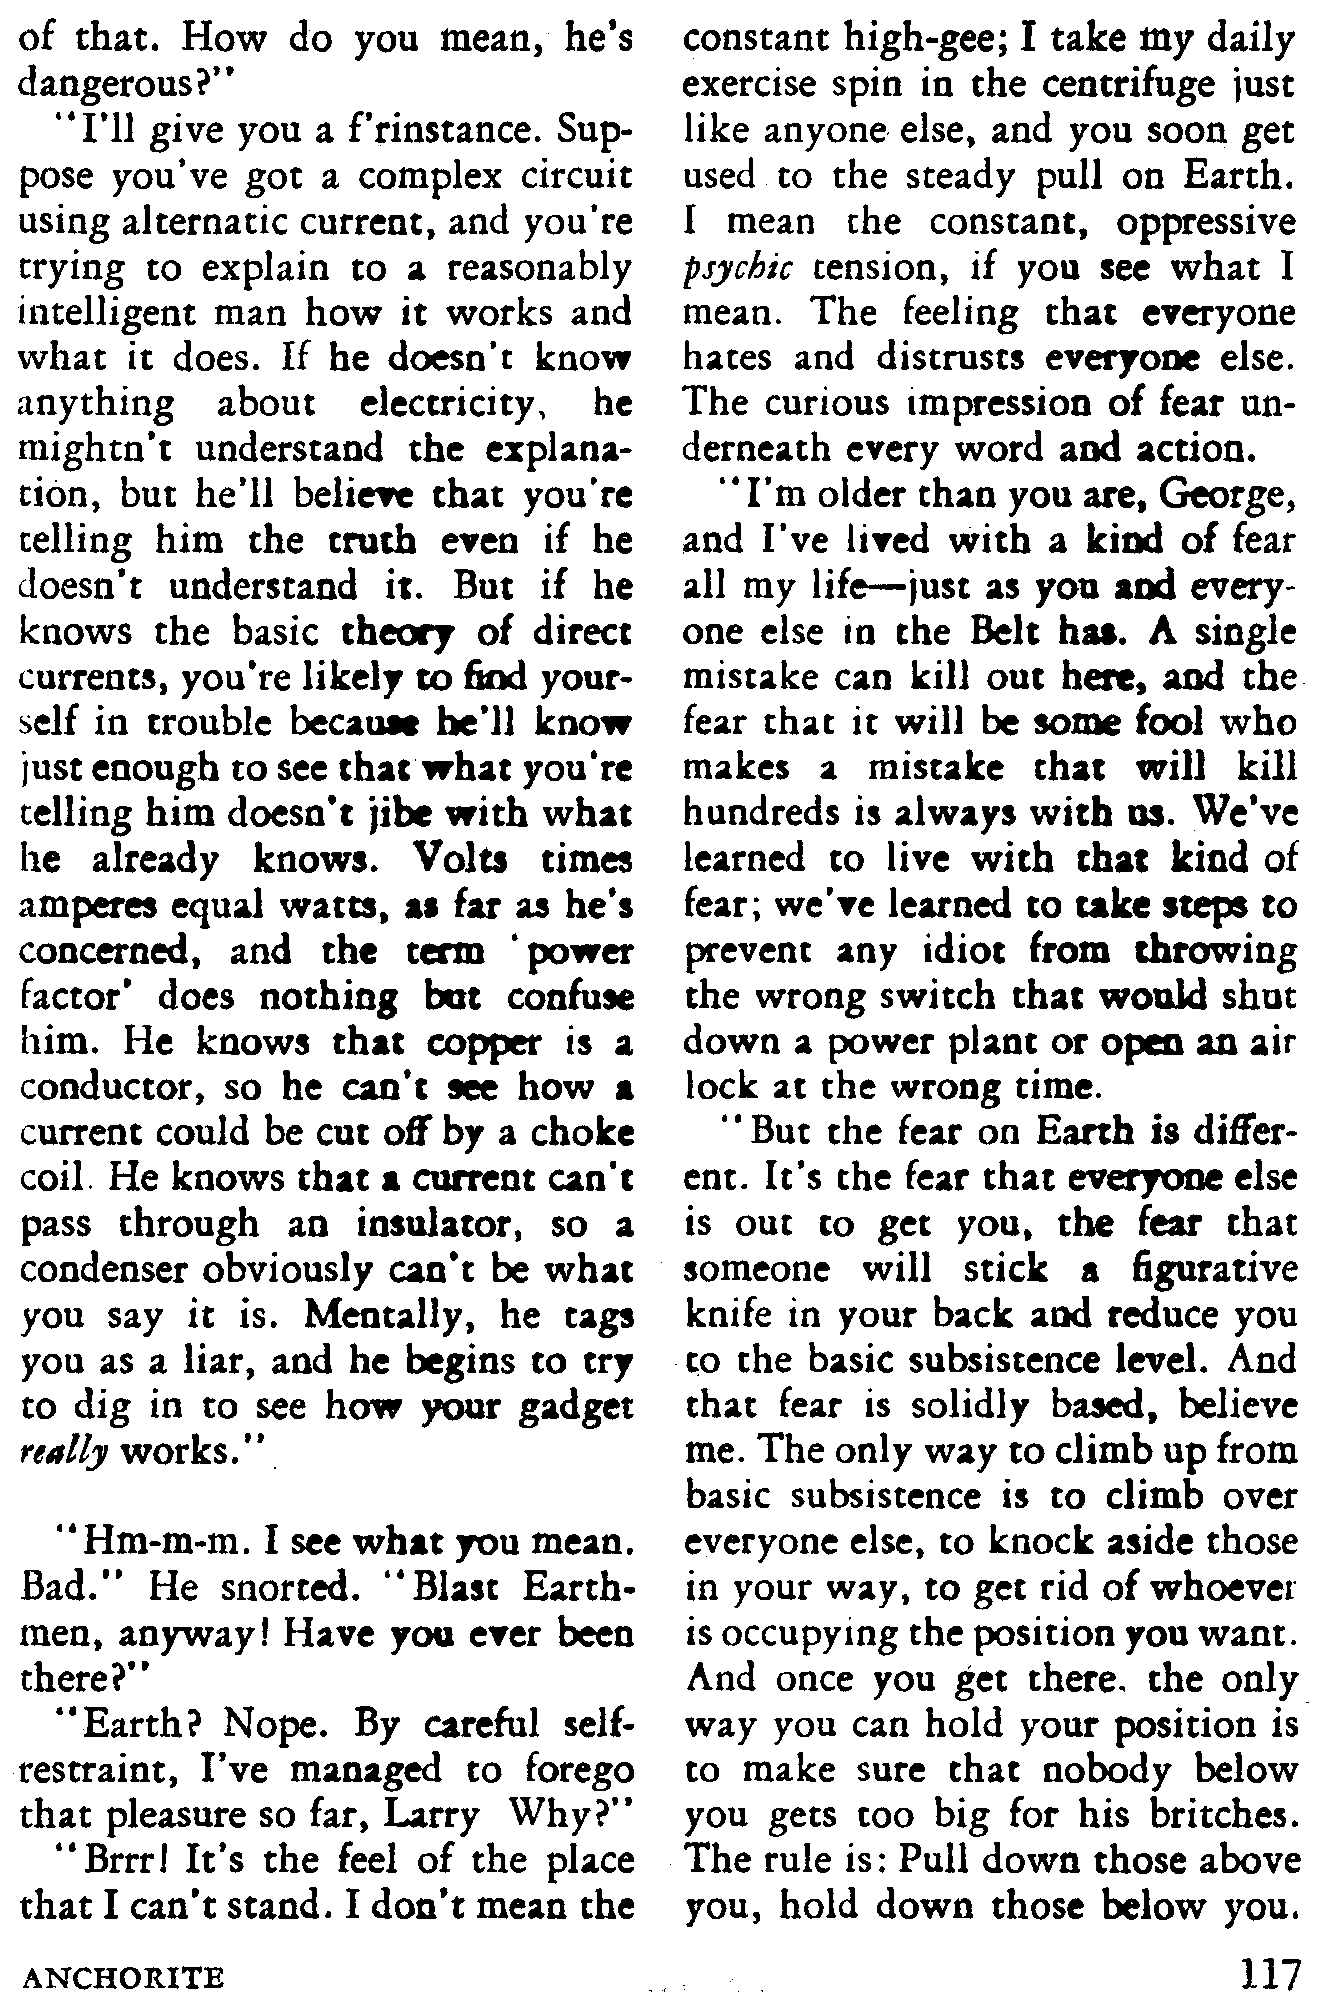 of that. How do you mean, he's
dangerous?"
"I'll give you a f'rinstance. Sup-
pose you've got a complex circuit
using alternatic current, and you're
trying to explain to a reasonably
intelligent man how it works and
what it does. If he doesn't know
anything about electricity, he
mightn't understand the explana-
tion, but he'll believe that you're
telling him the truth even if he
doesn't understand it. But if he
knows the basic theory of direct
currents, you're likely to find your-
self in trouble because he'll know
just enough to see that what you're
telling him doesn't jibe with what
he already knows. Volts times
amperes equal watts, as far as he's
concerned, and the term 'power
factor' does nothing but confuse
him. He knows that copper is a
conductor, so he can't see how a
current could be cut off by a choke
coil. He knows that a current can't
pass through an insulator, so a
condenser obviously can't be what
you say it is. Mentally, he tags
you as a liar, and he begins to try
to dig in to see how your gadget
really works."
"Hm-m-m. I see what you mean.
Bad." He snorted. "Blast Earth-
men, anyway! Have you ever been
there?"
"Earth? Nope. By careful self-
restraint, I've managed to forego
that pleasure so far, Larry Why?"
"Brrr! It's the feel of the place
that I can't stand. I don't mean the
constant high-gee; I take my daily
exercise spin in the centrifuge just
like anyone else, and you soon get
used to the steady pull on Earth.
I mean the constant, oppressive
psychic tension, if you see what I
mean. The feeling that everyone
hates and distrusts everyone else.
The curious impression of fear un-
derneath every word and action.
"I'm older than you are, George,
and I've lived with a kind of fear
all my life—just as you and every-
one else in the Belt has. A single
mistake can kill out here, and the
fear that it will be some fool who
makes a mistake that will kill
hundreds is always with us. We've
learned to live with that kind of
fear; we've learned to take steps to
prevent any idiot from throwing
the wrong switch that would shut
down a power plant or open an air
lock at the wrong time.
"But the fear on Earth is differ-
ent. It's the fear that everyone else
is out to get you, the fear that
someone will stick a figurative
knife in your back and reduce you
to the basic subsistence level. And
that fear is solidly based, believe
me. The only way to climb up from
basic subsistence is to climb over
everyone else, to knock aside those
in your way, to get rid of whoever
is occupying the position you want.
And once you get there. the only
way you can hold your position is
to make sure that nobody below
you gets too big for his britches.
The rule is: Pull down those above
you, hold down those below you.
ANCHORITE
117